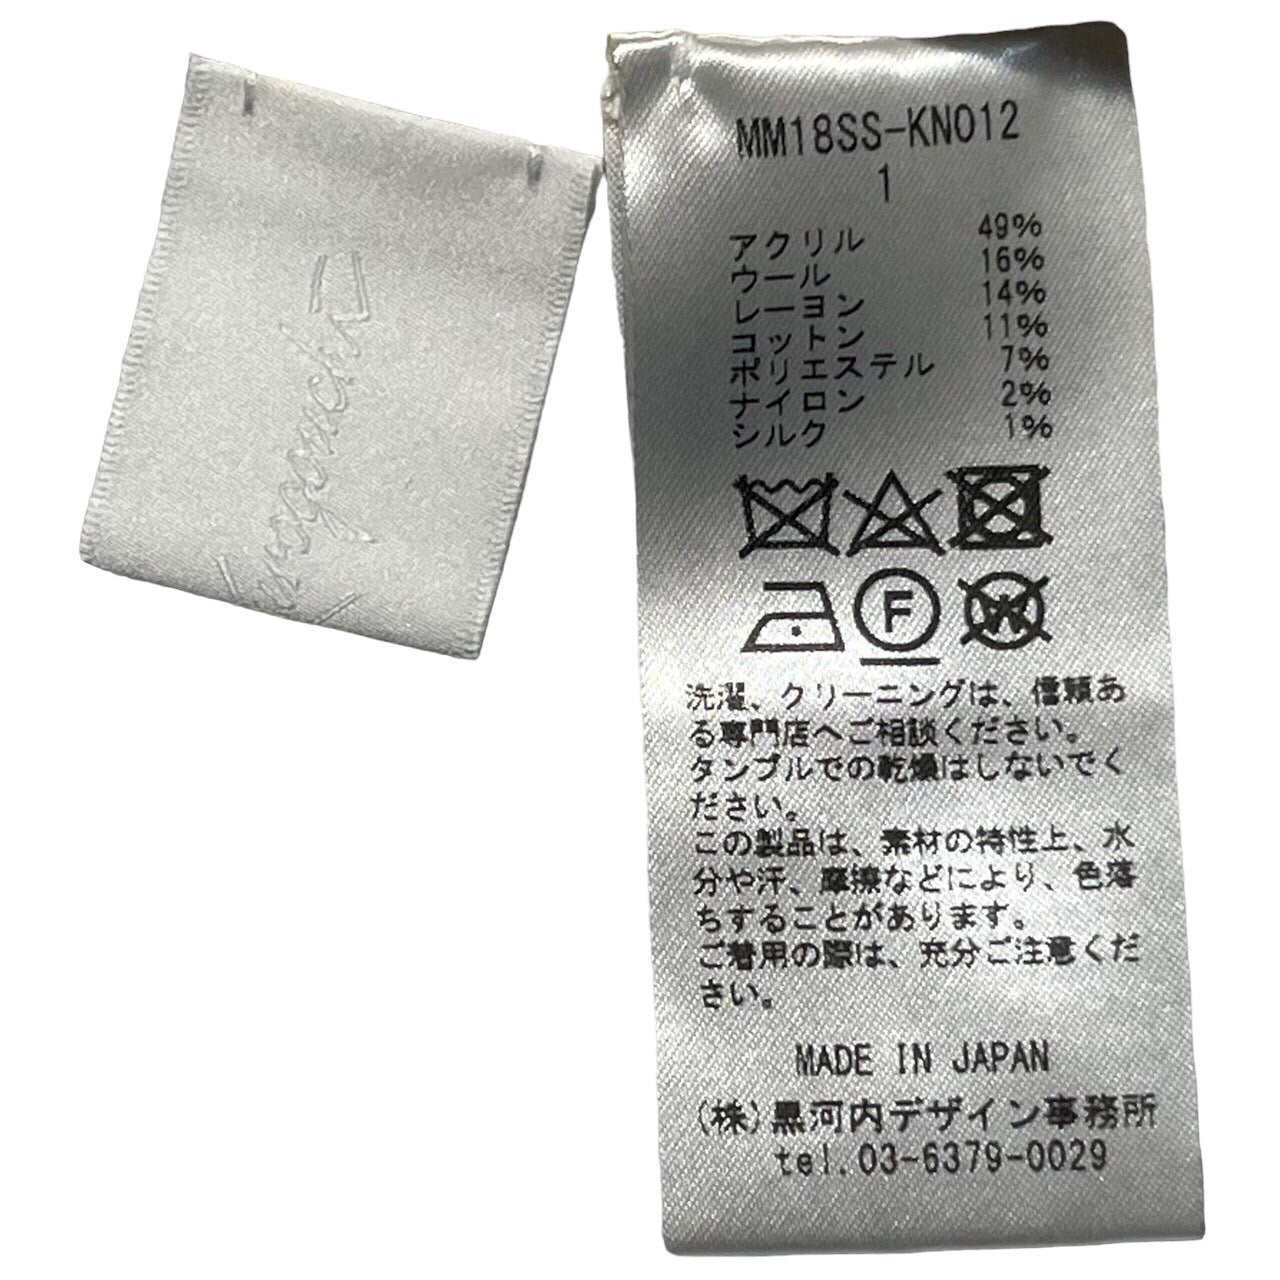 MM18SS-KN012
1
アクリル 49%
ウール 16%
レーヨン 14%
コットン 11%
ポリエステル 7%
ナイロン 2%
シルク 1%
F
W
洗濯、クリーニングは、信頼あ
る専門店へご相談ください。
タンブルでの乾燥はしないでく
ださい。
この製品は、素材の特性上、水
分や汗、摩擦などにより、色落
ちすることがあります。
ご着用の際は、充分ご注意くだ
さい。
MADE IN JAPAN
(株)黒河内デザイン事務所
tel.03-6379-0029